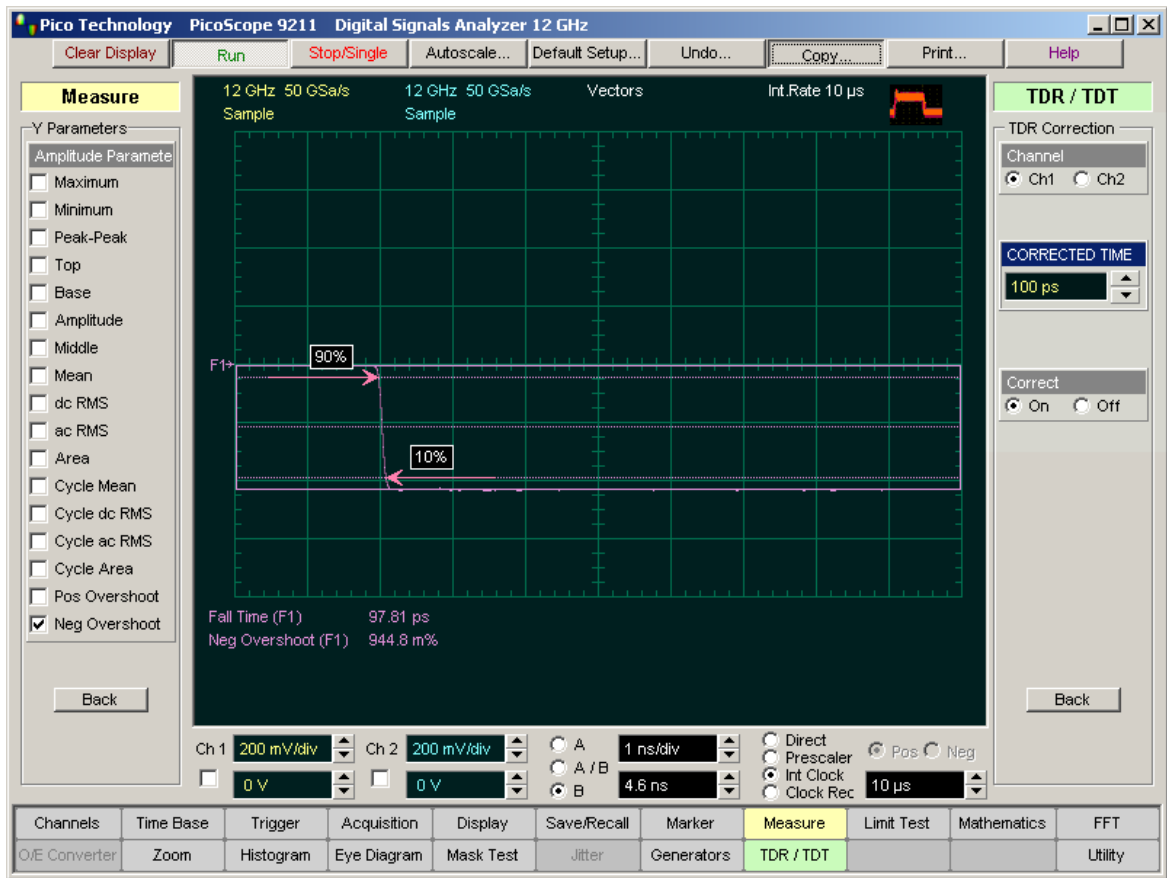 Pico Technology PicoScope 9211 Digital Signals Analyzer 12 GHz
Clear Display Run Stop/Single Autoscale... Default Setup... Undo... Copy... Print... Help
Measure
Y Parameters
Amplitude Paramete
Maximum
Minimum
Peak-Peak
Top
Base
Amplitude
Middle
Mean
dc RMS
ac RMS
Area
Cycle Mean
Cycle dc RMS
Cycle ac RMS
Cycle Area
Pos Overshoot
Neg Overshoot
Back
12 GHz 50 GSa/s 12 GHz 50 GSa/s Vectors Int.Rate 10 µs
Sample Sample
F1
90%
10%
Fall Time (F1) 97.81 ps
Neg Overshoot (F1) 944.8 m%
TDR / TDT
TDR Correction
Channel
Ch1 Ch2
CORRECTED TIME
100 ps
Correct
On Off
Back
Ch 1 200 mV/div Ch 2 200 mV/div
0 V 0 V
A
A / B
B
1 ns/div
4.6 ns
Direct
Prescaler
Int Clock
Clock Rec
Pos Neg
10 µs
Channels Time Base Trigger Acquisition Display Save/Recall Marker Measure Limit Test Mathematics FFT
O/E Converter Zoom Histogram Eye Diagram Mask Test Jitter Generators TDR / TDT Utility